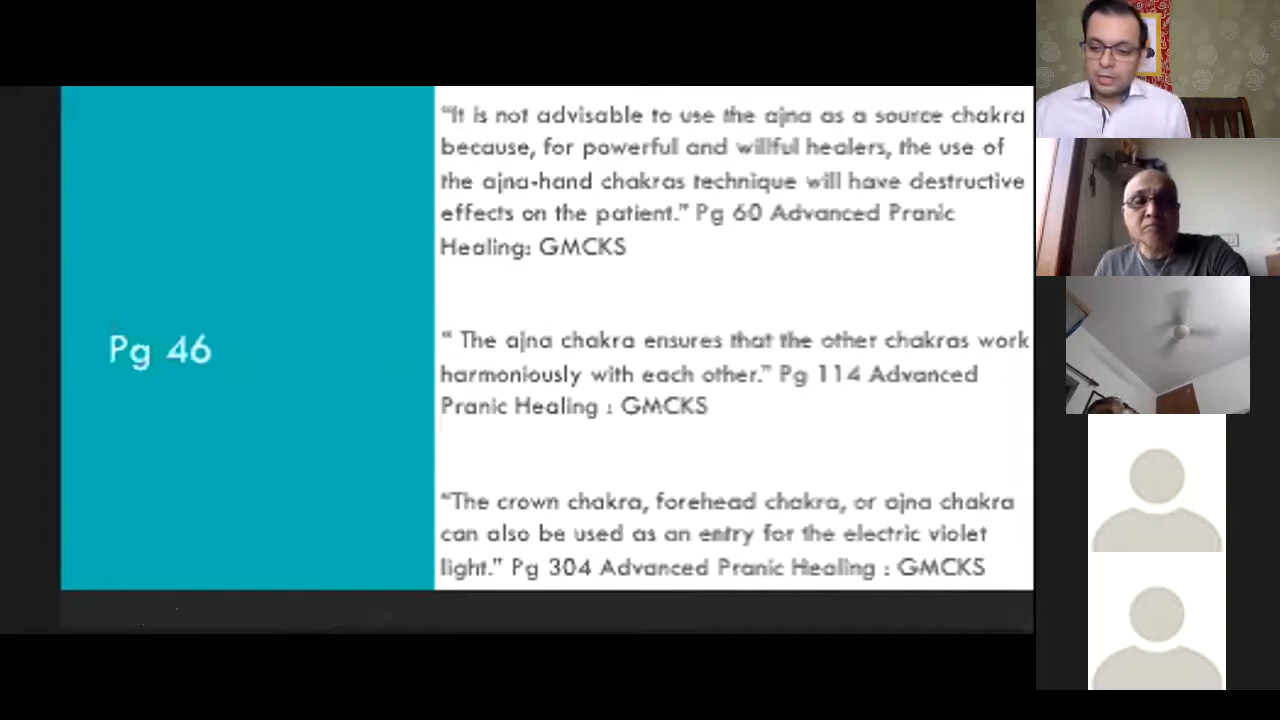 Pg 46
“It is not advisable to use the ajna as a source chakra
because, for powerful and willful healers, the use of
the ajna-hand chakras technique will have destructive
effects on the patient.” Pg 60 Advanced Pranic
Healing: GMCKS
“ The ajna chakra ensures that the other chakras work
harmoniously with each other.” Pg 114 Advanced
Pranic Healing : GMCKS
“The crown chakra, forehead chakra, or ajna chakra
can also be used as an entry for the electric violet
light.” Pg 304 Advanced Pranic Healing : GMCKS